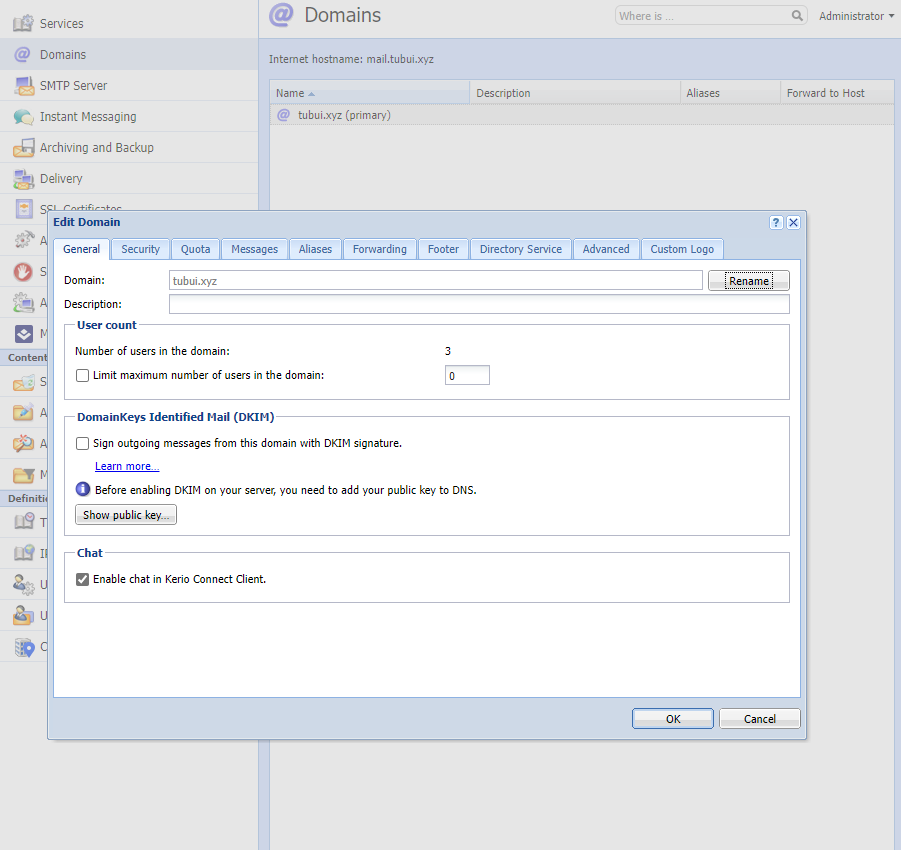 Services
Domains
SMTP Server
Instant Messaging
Archiving and Backup
Delivery
SSL Certificates
Content
Domains
Where is ...
Administrator
Internet hostname: mail.tubui.xyz
Name Description Aliases Forward to Host
tubui.xyz (primary)
Edit Domain
General Security Quota Messages Aliases Forwarding Footer Directory Service Advanced Custom Logo
Domain: tubui.xyz Rename
Description:
User count
Number of users in the domain: 3
Limit maximum number of users in the domain: 0
DomainKeys Identified Mail (DKIM)
Sign outgoing messages from this domain with DKIM signature.
Learn more...
Before enabling DKIM on your server, you need to add your public key to DNS.
Show public key...
Chat
Enable chat in Kerio Connect Client.
OK Cancel